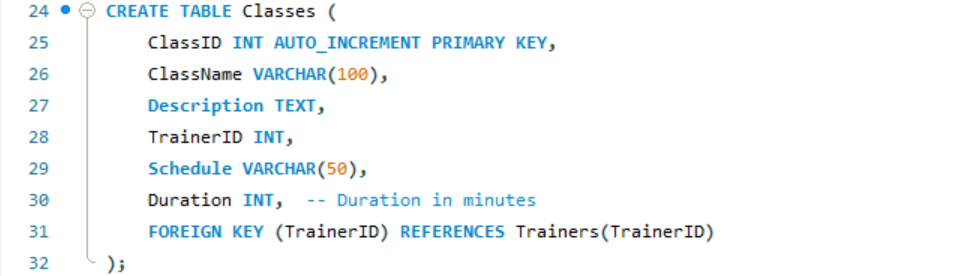 24 CREATE TABLE Classes (
25 ClassID INT AUTO_INCREMENT PRIMARY KEY,
26 ClassName VARCHAR(100),
27 Description TEXT,
28 TrainerID INT,
29 Schedule VARCHAR(50),
30 Duration INT,  -- Duration in minutes
31 FOREIGN KEY (TrainerID) REFERENCES Trainers(TrainerID)
32 );